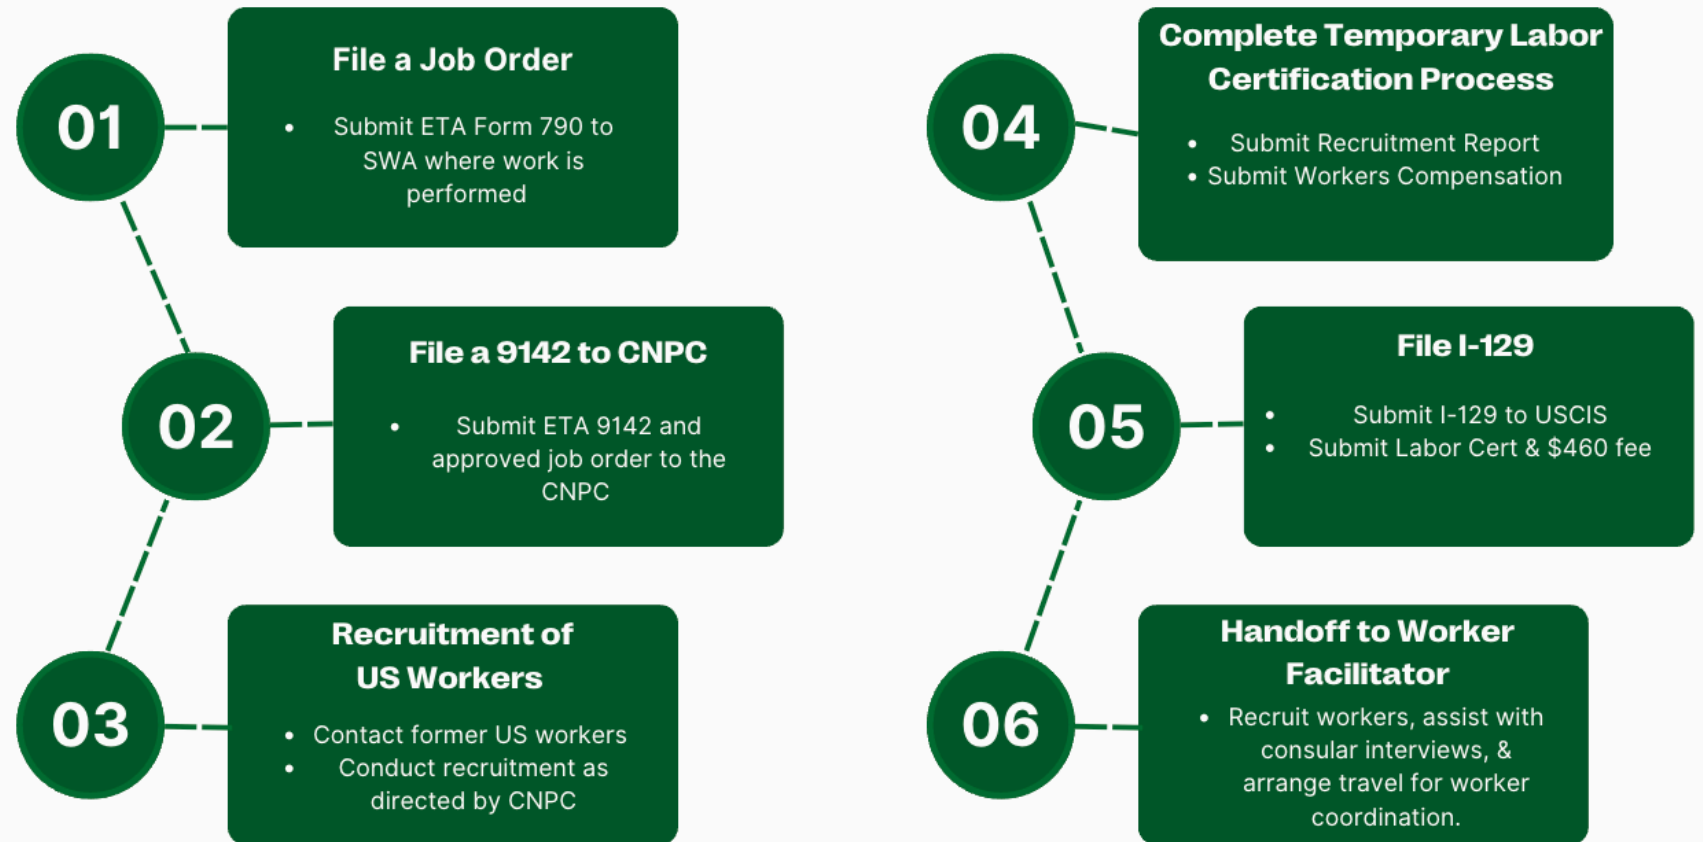 01
File a Job Order
• Submit ETA Form 790 to
SWA where work is
performed
02
File a 9142 to CNPC
• Submit ETA 9142 and
approved job order to the
CNPC
03
Recruitment of
US Workers
• Contact former US workers
• Conduct recruitment as
directed by CNPC
04
Complete Temporary Labor
Certification Process
• Submit Recruitment Report
• Submit Workers Compensation
05
File I-129
• Submit I-129 to USCIS
• Submit Labor Cert & $460 fee
06
Handoff to Worker
Facilitator
• Recruit workers, assist with
consular interviews, &
arrange travel for worker
coordination.